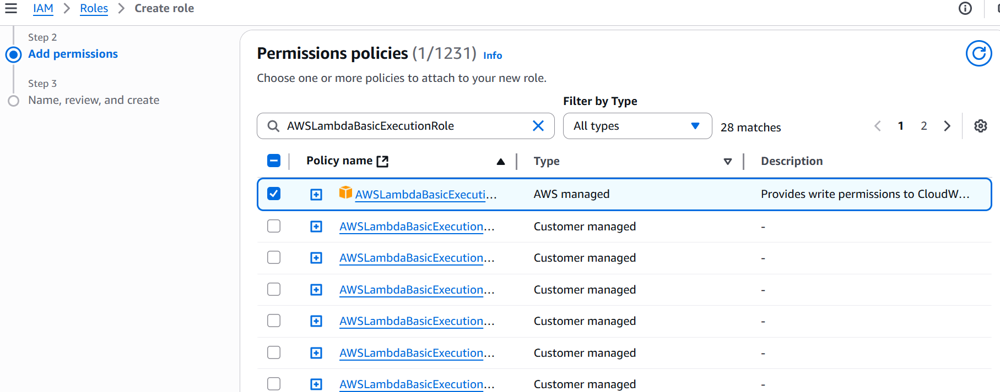 IAM > Roles > Create role
Step 2
Add permissions
Step 3
Name, review, and create
Permissions policies (1/1231) Info
Choose one or more policies to attach to your new role.
Filter by Type
AWSLambdaBasicExecutionRole
All types
28 matches
1 2
Policy name Type Description
AWSLambdaBasicExecuti... AWS managed Provides write permissions to CloudW...
AWSLambdaBasicExecution... Customer managed -
AWSLambdaBasicExecution... Customer managed -
AWSLambdaBasicExecution... Customer managed -
AWSLambdaBasicExecution... Customer managed -
AWSLambdaBasicExecution... Customer managed -
AWSLambdaBasicExecution... Customer managed -